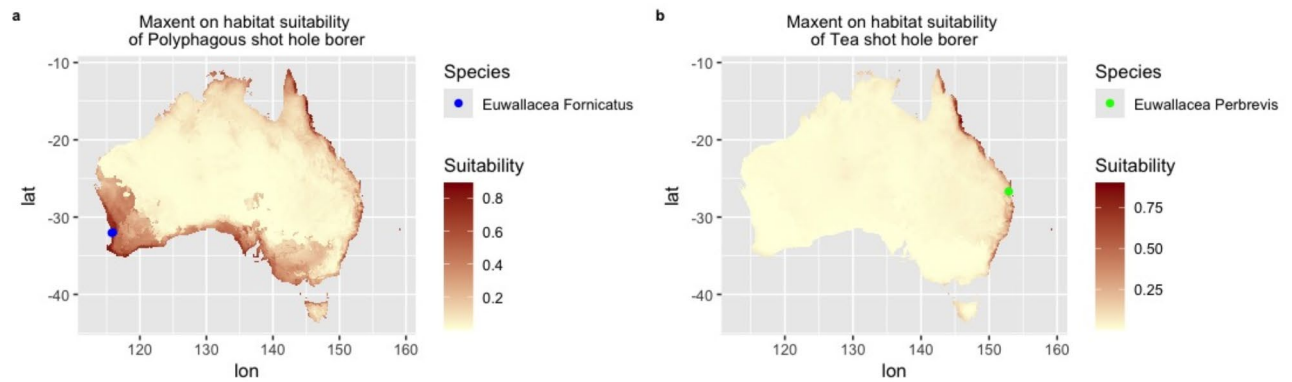 a
Maxent on habitat suitability
of Polyphagous shot hole borer
-10
-20
-30
-40
lat
120 130 140 150 160
lon
Species
Euwallacea Fornicatus
Suitability
0.8
0.6
0.4
0.2
b
Maxent on habitat suitability
of Tea shot hole borer
-10
-20
-30
-40
lat
120 130 140 150 160
lon
Species
Euwallacea Perbrevis
Suitability
0.75
0.50
0.25